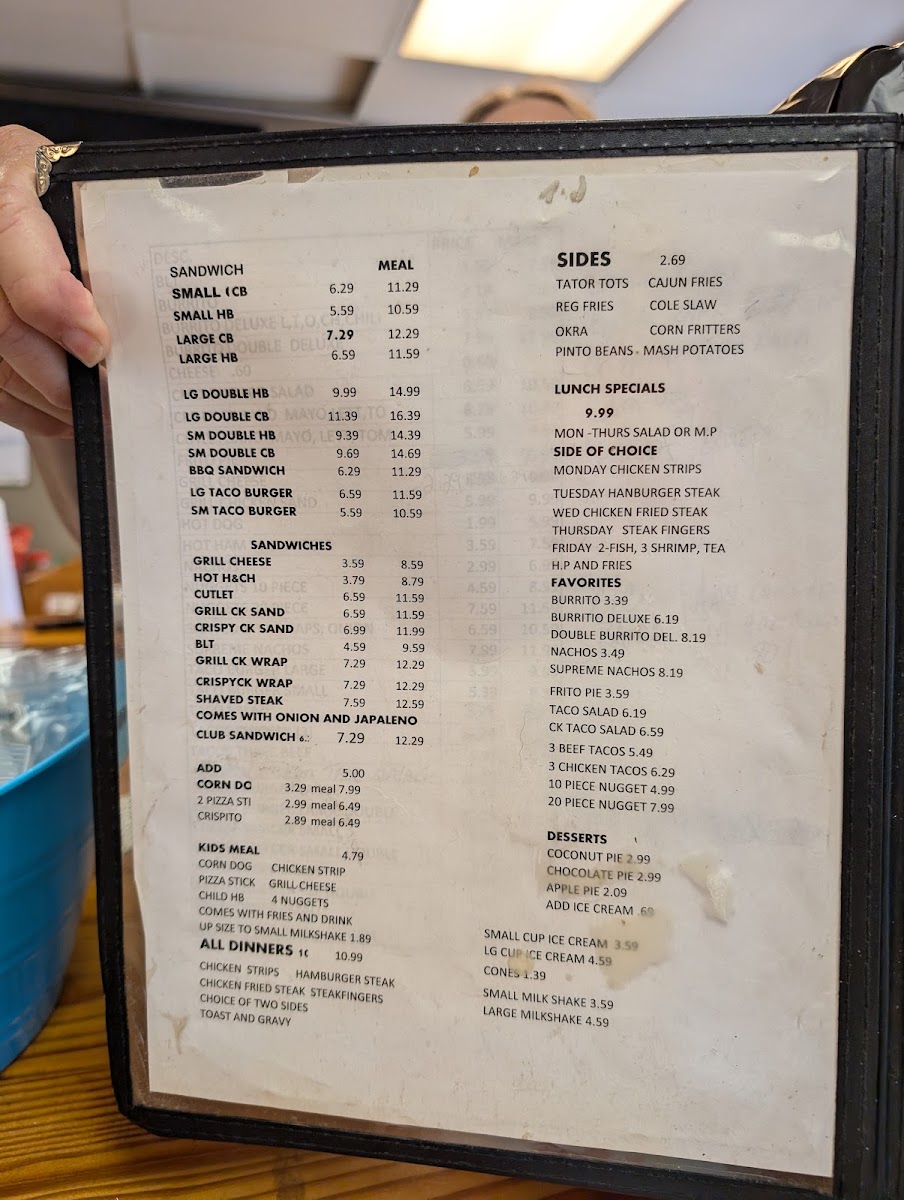 SANDWICH MEAL
SMALL CB 6.29 11.29
SMALL HB 5.59 10.59
LARGE CB 7.29 12.29
LARGE HB 6.59 11.59
LG DOUBLE HB 9.99 14.99
LG DOUBLE CB 11.39 16.39
SM DOUBLE HB 9.39 14.39
SM DOUBLE CB 9.69 14.69
BBQ SANDWICH 6.29 11.29
LG TACO BURGER 6.59 11.59
SM TACO BURGER 5.59 10.59
SANDWICHES
GRILL CHEESE 3.59 8.59
HOT H&CH 3.79 8.79
CUTLET 6.59 11.59
GRILL CK SAND 6.59 11.59
CRISPY CK SAND 6.99 11.99
BLT 4.59 9.59
GRILL CK WRAP 7.29 12.29
CRISPYCK WRAP 7.29 12.29
SHAVED STEAK 7.59 12.59
COMES WITH ONION AND JAPALENO
CLUB SANDWICH 7.29 12.29
ADD 5.00
CORN DO 3.29 meal 7.99
2 PIZZA STI 2.99 meal 6.49
CRISPITO 2.89 meal 6.49
KIDS MEAL 4.79
CORN DOG CHICKEN STRIP
PIZZA STICK GRILL CHEESE
CHILD HB 4 NUGGETS
COMES WITH FRIES AND DRINK
UP SIZE TO SMALL MILKSHAKE 1.89
ALL DINNERS 10.99
CHICKEN STRIPS HAMBURGER STEAK
CHICKEN FRIED STEAK STEAKFINGERS
CHOICE OF TWO SIDES
TOAST AND GRAVY
SIDES 2.69
TATOR TOTS CAJUN FRIES
REG FRIES COLE SLAW
OKRA CORN FRITTERS
PINTO BEANS MASH POTATOES
LUNCH SPECIALS
9.99
MON -THURS SALAD OR M.P
SIDE OF CHOICE
MONDAY CHICKEN STRIPS
TUESDAY HANBURGER STEAK
WED CHICKEN FRIED STEAK
THURSDAY STEAK FINGERS
FRIDAY 2-FISH, 3 SHRIMP, TEA
H.P AND FRIES
FAVORITES
BURRITO 3.39
BURRITIO DELUXE 6.19
DOUBLE BURRITO DEL. 8.19
NACHOS 3.49
SUPREME NACHOS 8.19
FRITO PIE 3.59
TACO SALAD 6.19
CK TACO SALAD 6.59
3 BEEF TACOS 5.49
3 CHICKEN TACOS 6.29
10 PIECE NUGGET 4.99
20 PIECE NUGGET 7.99
DESSERTS
COCONUT PIE 2.99
CHOCOLATE PIE 2.99
APPLE PIE 2.09
ADD ICE CREAM .69
SMALL CUP ICE CREAM 3.59
LG CUP ICE CREAM 4.59
CONES 1.39
SMALL MILK SHAKE 3.59
LARGE MILKSHAKE 4.59